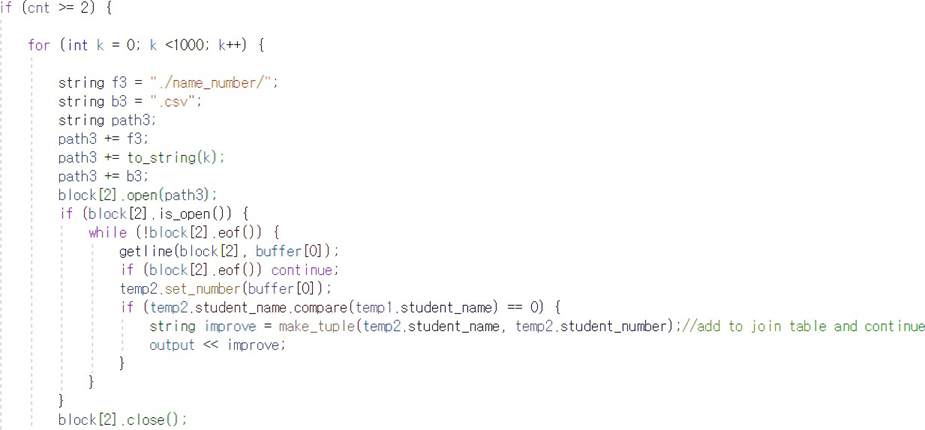 if (cnt >= 2) {
for (int k = 0; k <1000; k++) {
string f3 = "./name_number/";
string b3 = ".csv";
string path3;
path3 += f3;
path3 += to_string(k);
path3 += b3;
block[2].open(path3);
if (block[2].is_open()) {
while (!block[2].eof()) {
getline(block[2], buffer[0]);
if (block[2].eof()) continue;
temp2.set_number(buffer[0]);
if (temp2.student_name.compare(temp1.student_name) == 0) {
string improve = make_tuple(temp2.student_name, temp2.student_number);//add to join table and continue
output << improve;
}
}
}
block[2].close();